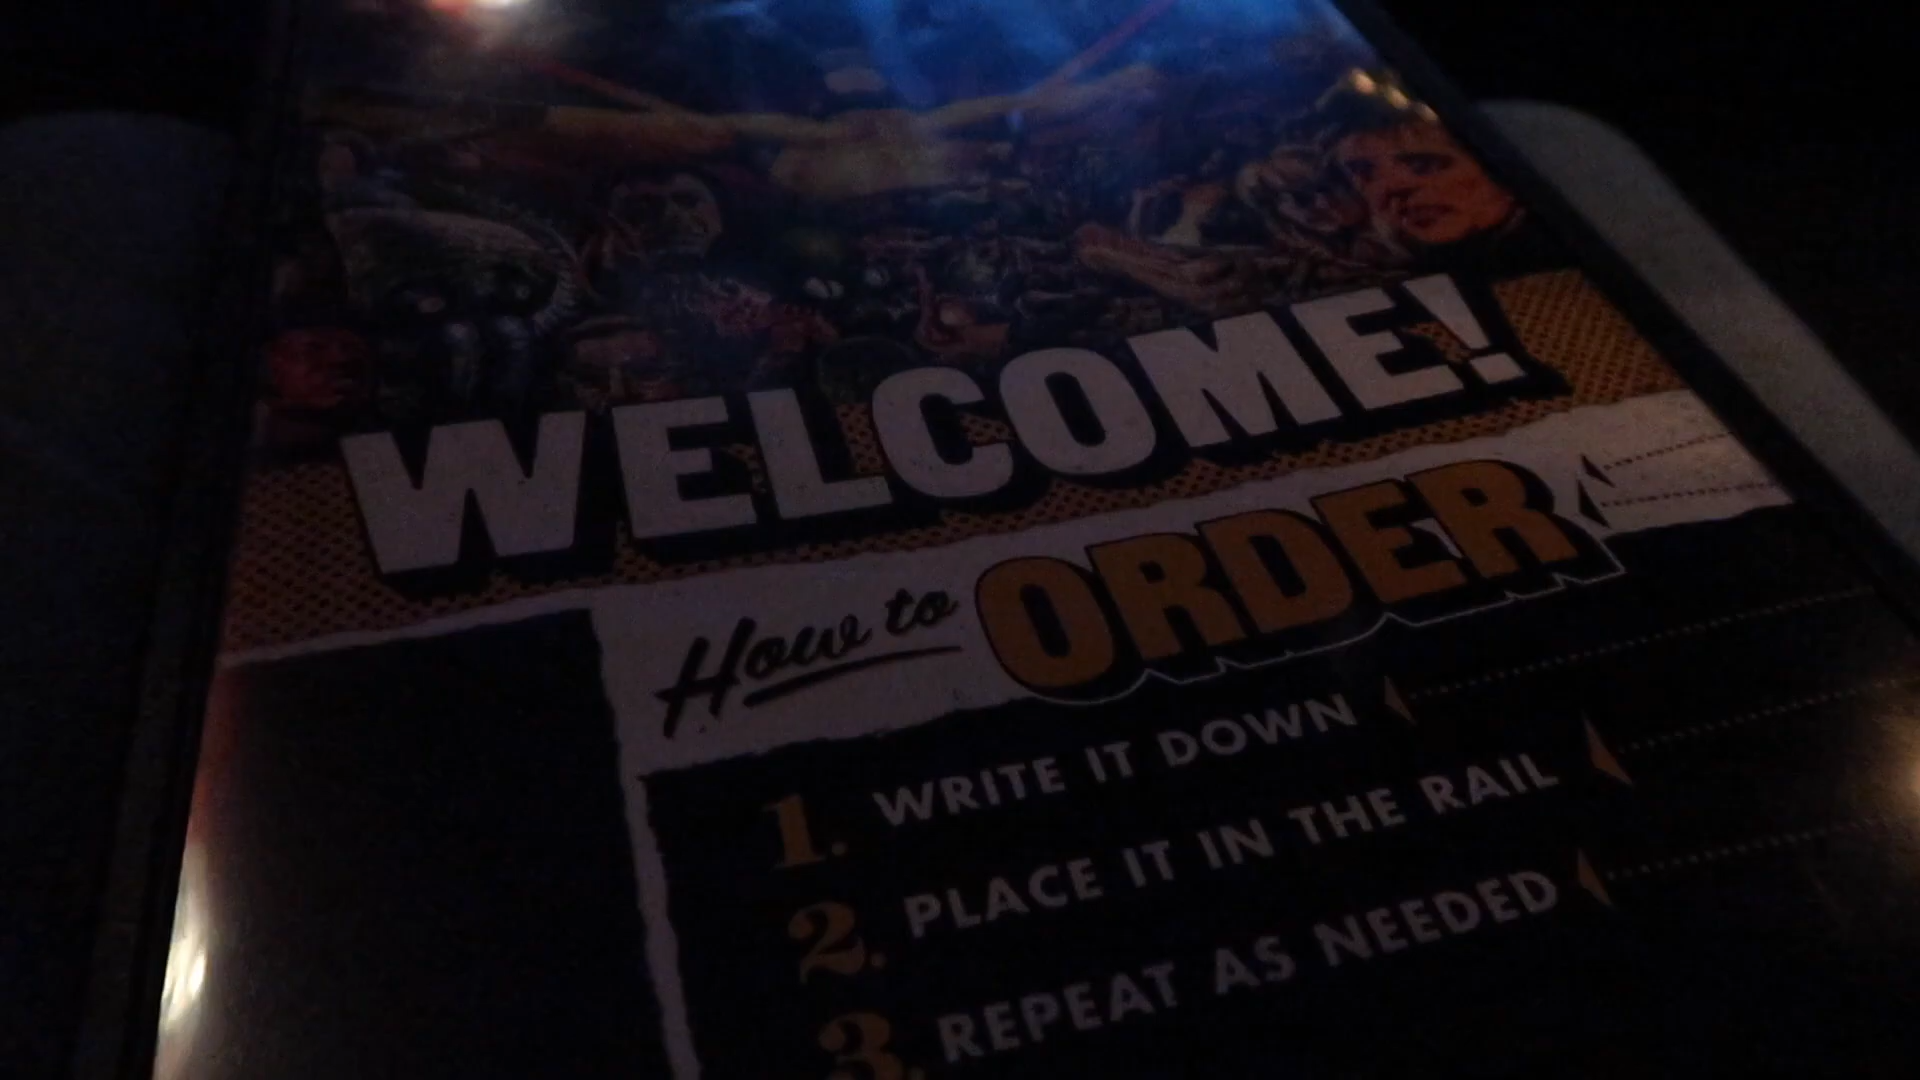 WELCOME!
How to ORDER
1. WRITE IT DOWN
2. PLACE IT IN THE RAIL
3. REPEAT AS NEEDED